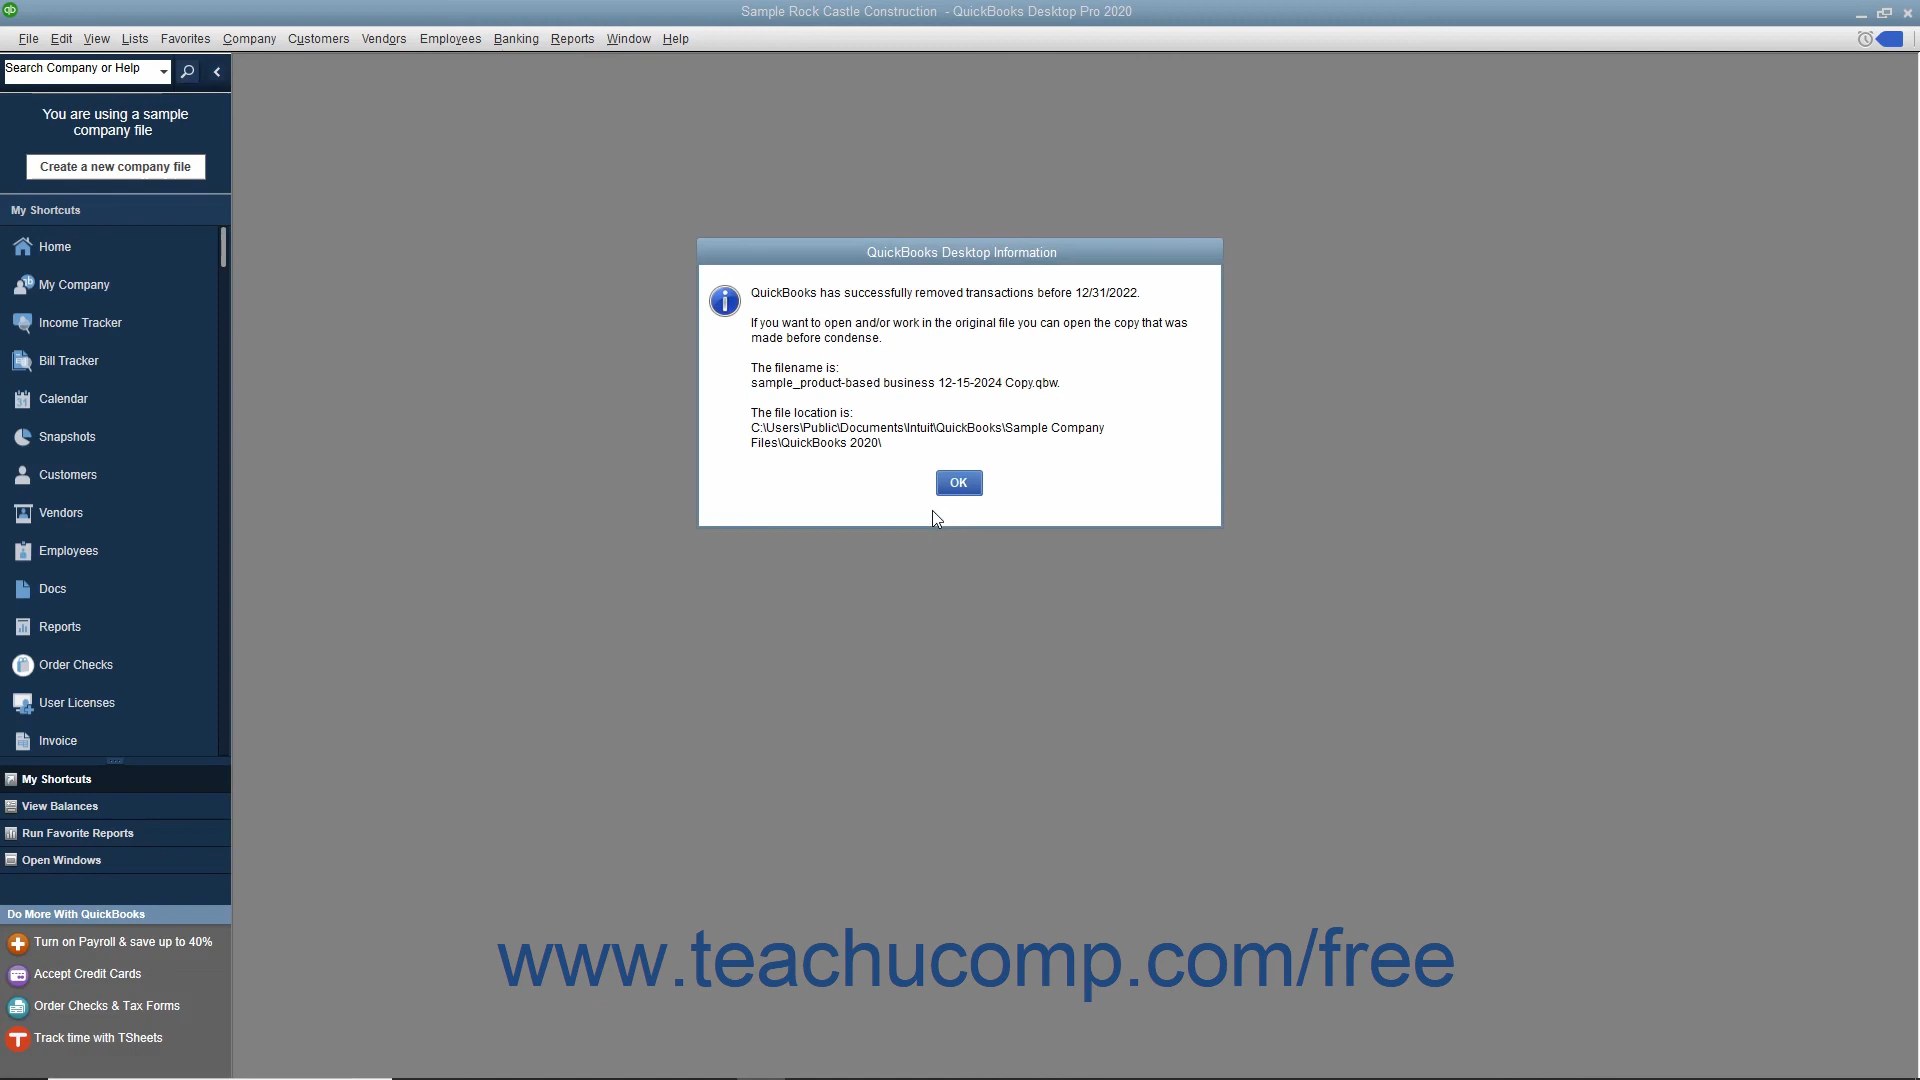 qb
Sample Rock Castle Construction - QuickBooks Desktop Pro 2020
File Edit View Lists Favorites Company Customers Vendors Employees Banking Reports Window Help
Search Company or Help
You are using a sample
company file
Create a new company file
My Shortcuts
Home
My Company
Income Tracker
Bill Tracker
Calendar
Snapshots
Customers
Vendors
Employees
Docs
Reports
Order Checks
User Licenses
Invoice
My Shortcuts
View Balances
Run Favorite Reports
Open Windows
Do More With QuickBooks
Turn on Payroll & save up to 40%
Accept Credit Cards
Order Checks & Tax Forms
Track time with TSheets
QuickBooks Desktop Information
QuickBooks has successfully removed transactions before 12/31/2022.
If you want to open and/or work in the original file you can open the copy that was
made before condense.
The filename is:
sample_product-based business 12-15-2024 Copy.qbw.
The file location is:
C:\Users\Public\Documents\Intuit\QuickBooks\Sample Company
Files\QuickBooks 2020\
OK
www.teachucomp.com/free